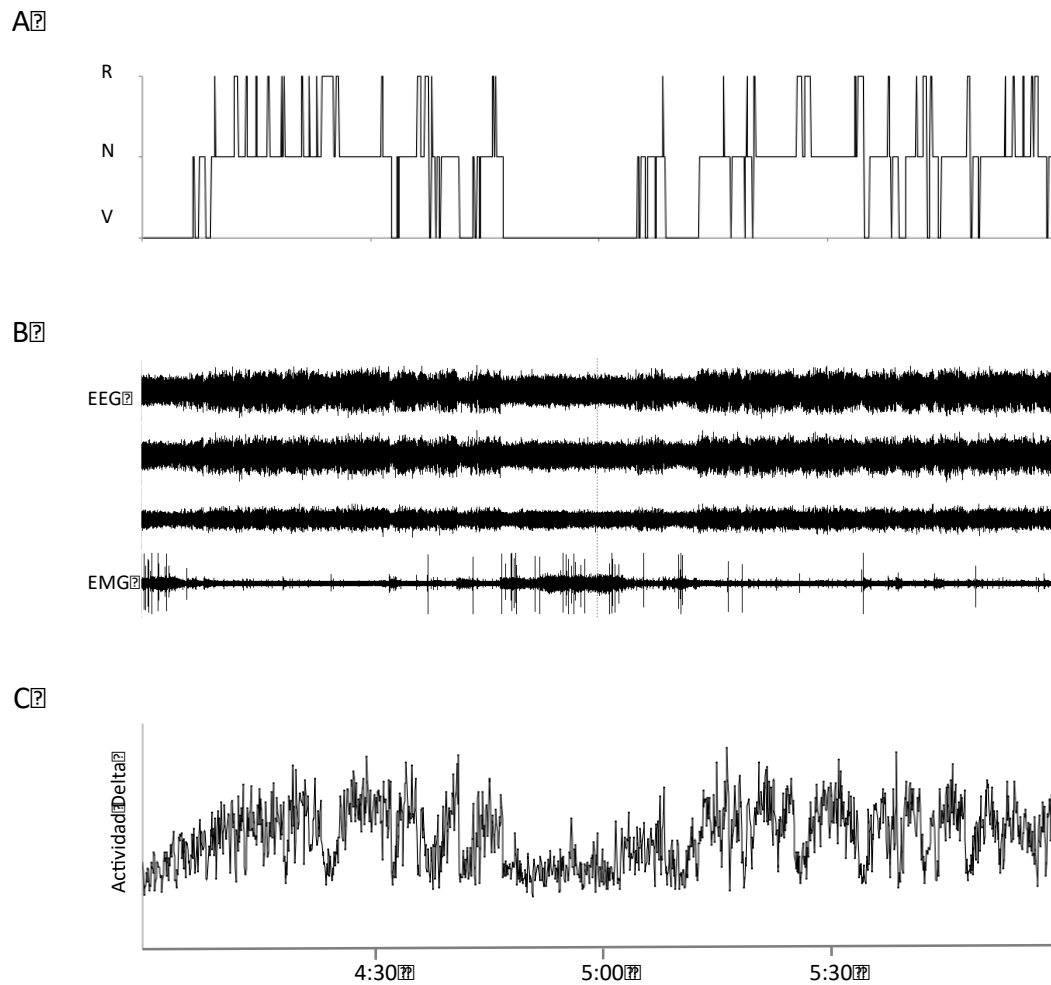 A⍰
R
N
V
B⍰
EEG⍰
EMG⍰
C⍰
Actividad⍰Delta⍰
4:30⍰⍰
5:00⍰⍰
5:30⍰⍰